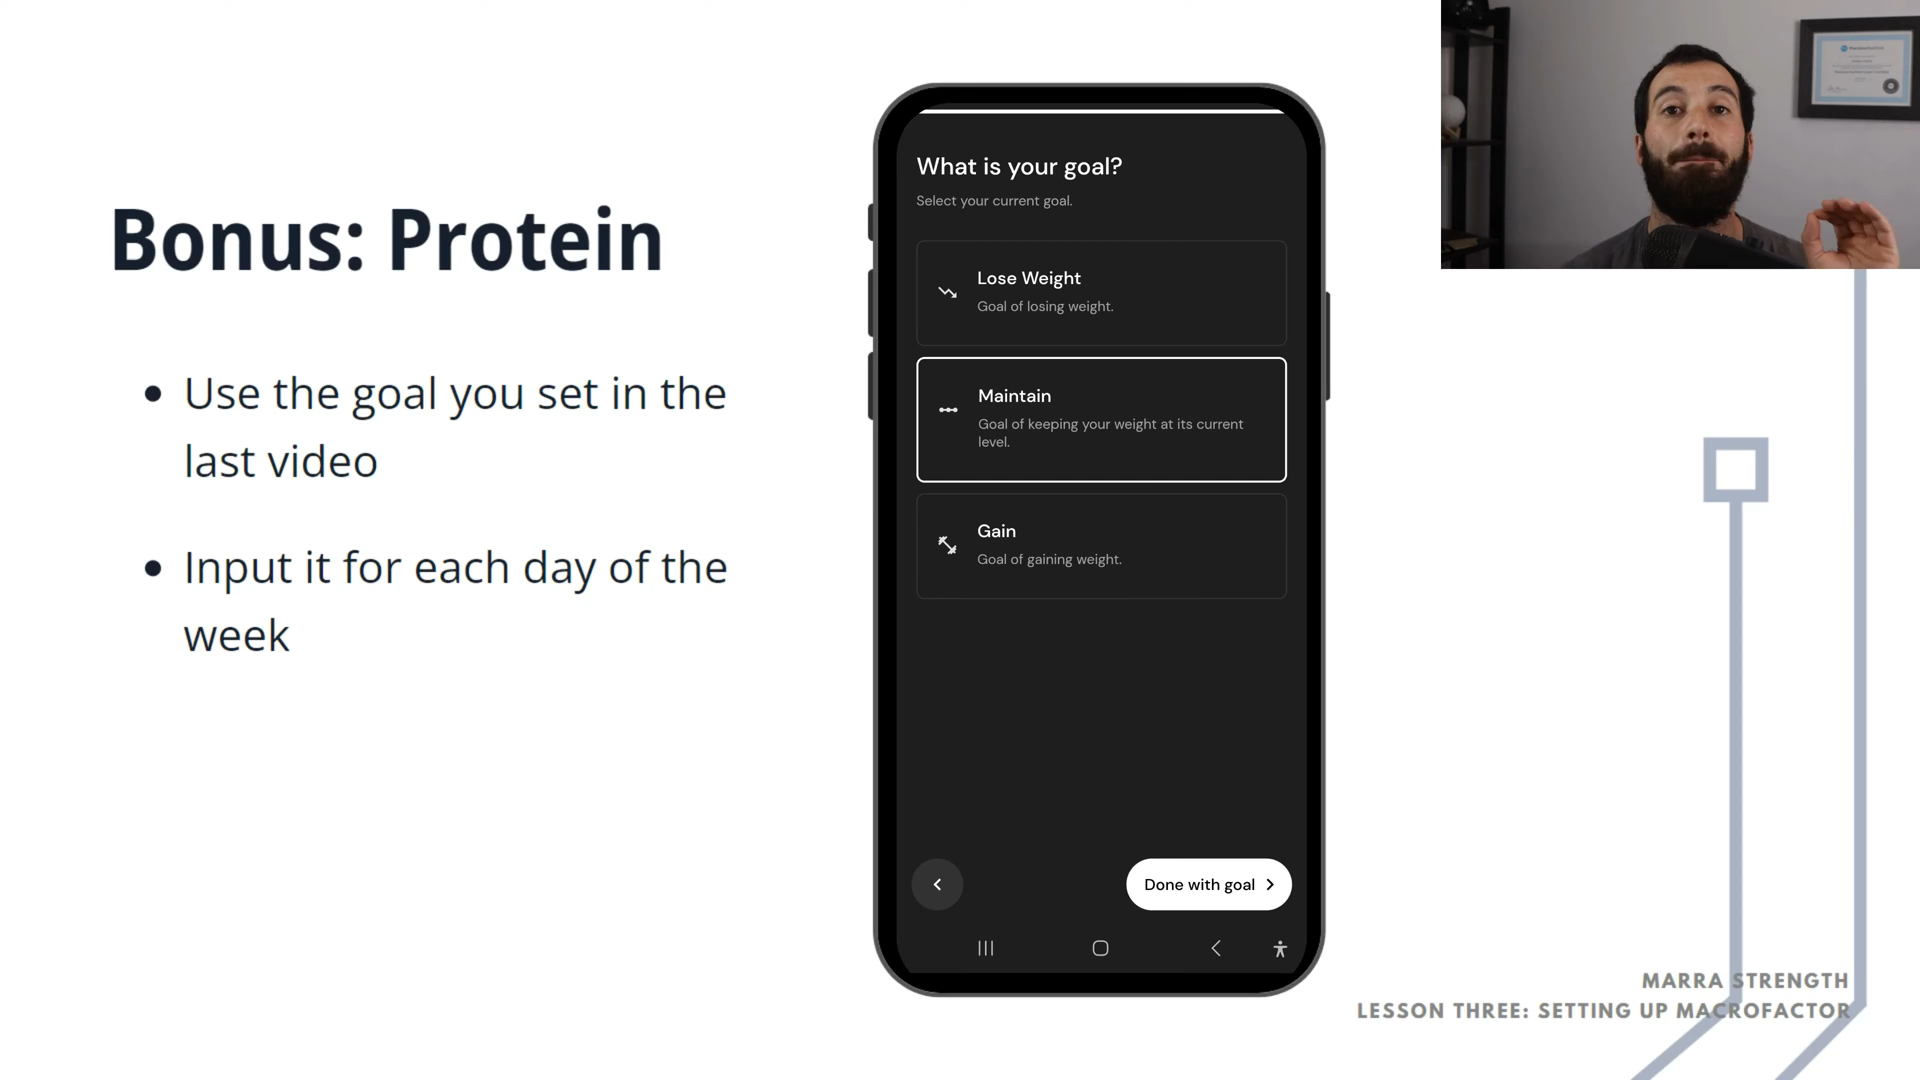 Bonus: Protein
• Use the goal you set in the
last video
• Input it for each day of the
week
What is your goal?
Select your current goal.
Lose Weight
Goal of losing weight.
Maintain
Goal of keeping your weight at its current
level.
Gain
Goal of gaining weight.
Done with goal
MARRA STRENGTH
LESSON THREE: SETTING UP MACROFACTOR